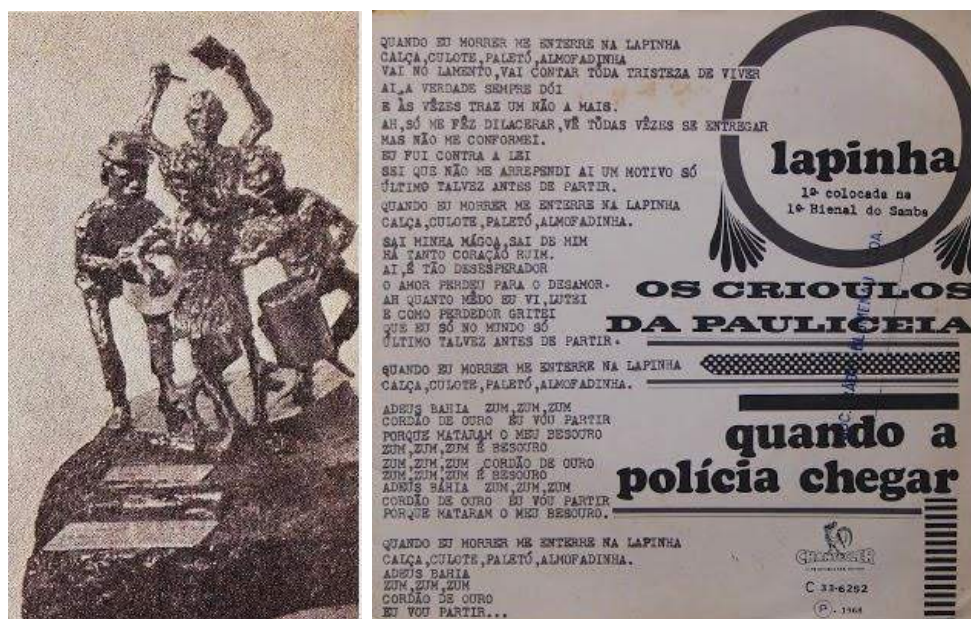 QUANDO EU MORRER ME ENTERRE NA LAPINHA
CALÇA,CULOTE,PALETÓ,ALMOFADINHA
VAI NO LAMENTO,VAI CONTAR TÔDA TRISTEZA DE VIVER
AI,A VERDADE SEMPRE DÓI
E ÀS VÊZES TRAZ UM NÃO A MAIS.
AH,SÓ ME FÊZ DILACERAR,VÊ TÔDAS VÊZES SE ENTREGAR
MAS NÃO ME CONFORMEI.
EU FUI CONTRA A LEI
SEI QUE NÃO ME ARREPENDI AI UM MOTIVO SÓ
ÚLTIMO TALVEZ ANTES DE PARTIR.
QUANDO EU MORRER ME ENTERRE NA LAPINHA
CALÇA,CULOTE,PALETÓ,ALMOFADINHA.
SAI MINHA MÁGOA,SAI DE MIM
HÁ TANTO CORAÇÃO RUIM.
AI,É TÃO DESESPERADOR
O AMOR PERDEU PARA O DESAMOR.
AH QUANTO MÊDO EU VI,LUTEI
E COMO PERDEDOR GRITEI
QUE EU SÓ NO MUNDO SÓ
ÚLTIMO TALVEZ ANTES DE PARTIR.
QUANDO EU MORRER ME ENTERRE NA LAPINHA
CALÇA,CULOTE,PALETÓ,ALMOFADINHA.
ADEUS BAHIA ZUM,ZUM,ZUM
CORDÃO DE OURO EU VOU PARTIR
PORQUE MATARAM O MEU BESOURO
ZUM,ZUM,ZUM É BESOURO
ZUM,ZUM,ZUM CORDÃO DE OURO
ZUM,ZUM,ZUM É BESOURO
ADEUS BAHIA ZUM,ZUM,ZUM
CORDÃO DE OURO EU VOU PARTIR
PORQUE MATARAM O MEU BESOURO.
QUANDO EU MORRER ME ENTERRE NA LAPINHA
CALÇA,CULOTE,PALETÓ,ALMOFADINHA.
ADEUS BAHIA
ZUM,ZUM,ZUM
CORDÃO DE OURO
EU VOU PARTIR...
lapinha
1ª colocada na
1ª Bienal do Samba
OS CRIOULOS
DA PAULICEIA
quando a
polícia chegar
CHANTECLER
C 33-6292
P - 1968